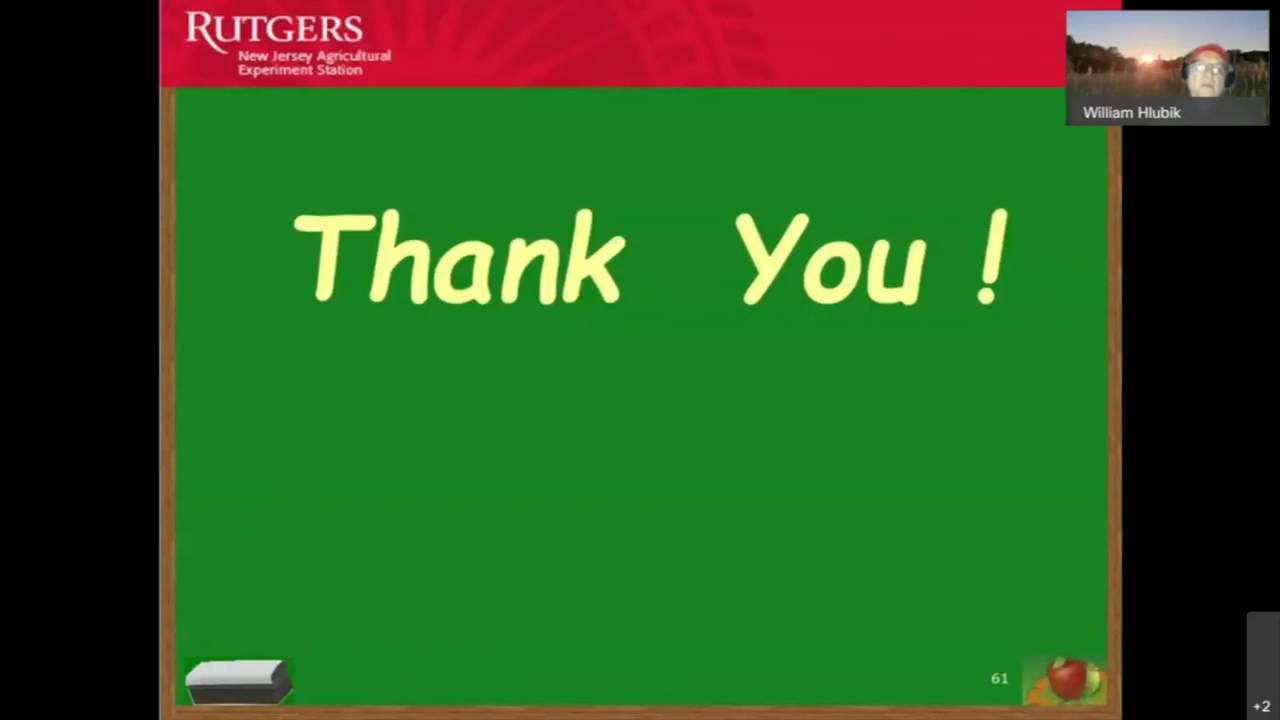 RUTGERS
New Jersey Agricultural
Experiment Station
William Hlubik
Thank You !
61
+2